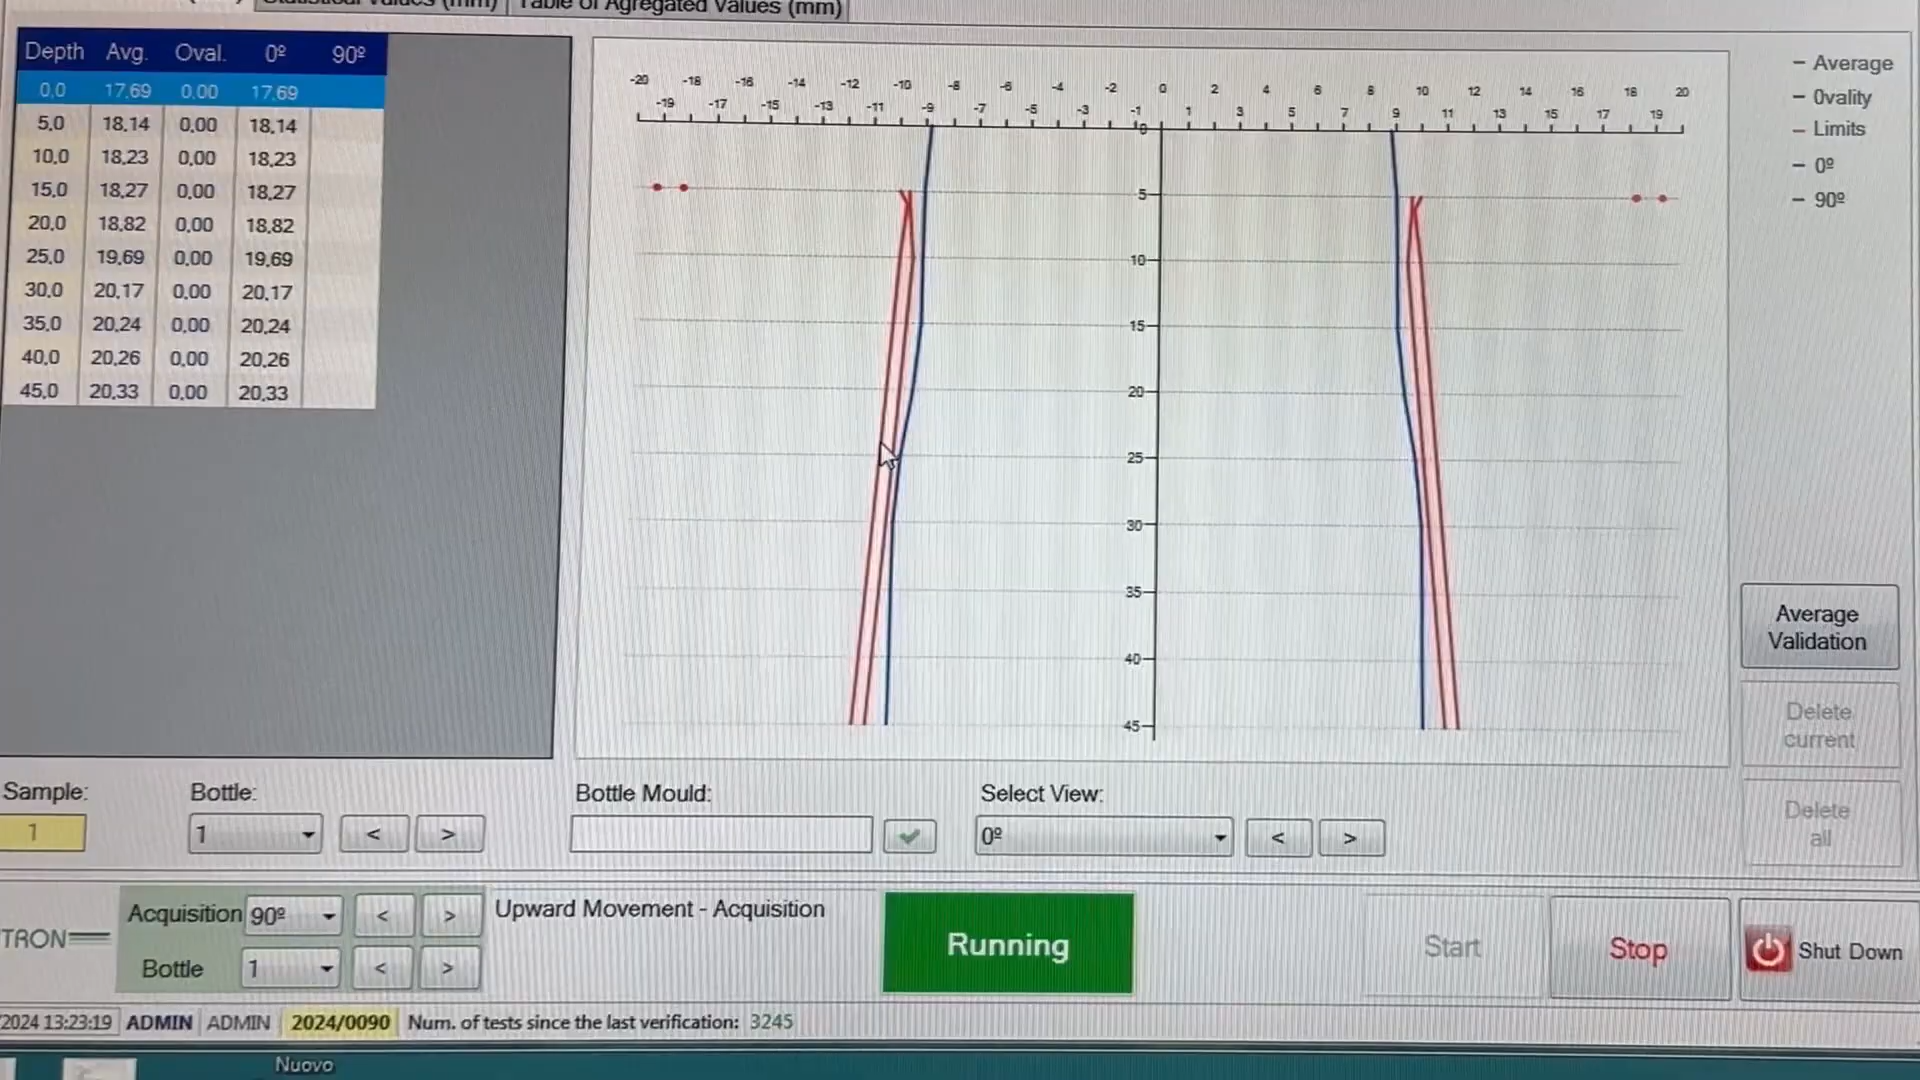 Statistical Values (mm) Table of Agregated Values (mm)
Depth Avg. Oval. 0º 90º
0,0 17,69 0,00 17,69
5,0 18,14 0,00 18,14
10,0 18,23 0,00 18,23
15,0 18,27 0,00 18,27
20,0 18,82 0,00 18,82
25,0 19,69 0,00 19,69
30,0 20,17 0,00 20,17
35,0 20,24 0,00 20,24
40,0 20,26 0,00 20,26
45,0 20,33 0,00 20,33
-20 -18 -16 -14 -12 -10 -8 -6 -4 -2 0 2 4 6 8 10 12 14 16 18 20
-19 -17 -15 -13 -11 -9 -7 -5 -3 -1 1 3 5 7 9 11 13 15 17 19
0
5
10
15
20
25
30
35
40
45
Average
Ovality
Limits
0º
90º
Average
Validation
Delete
current
Delete
all
Sample: Bottle: Bottle Mould: Select View:
1 1 < > 0º < >
Acquisition 90º < > Upward Movement - Acquisition
TRON
Bottle 1 < >
Running
Start
Stop
Shut Down
2024 13:23:19 ADMIN ADMIN 2024/0090 Num. of tests since the last verification: 3245
Nuovo